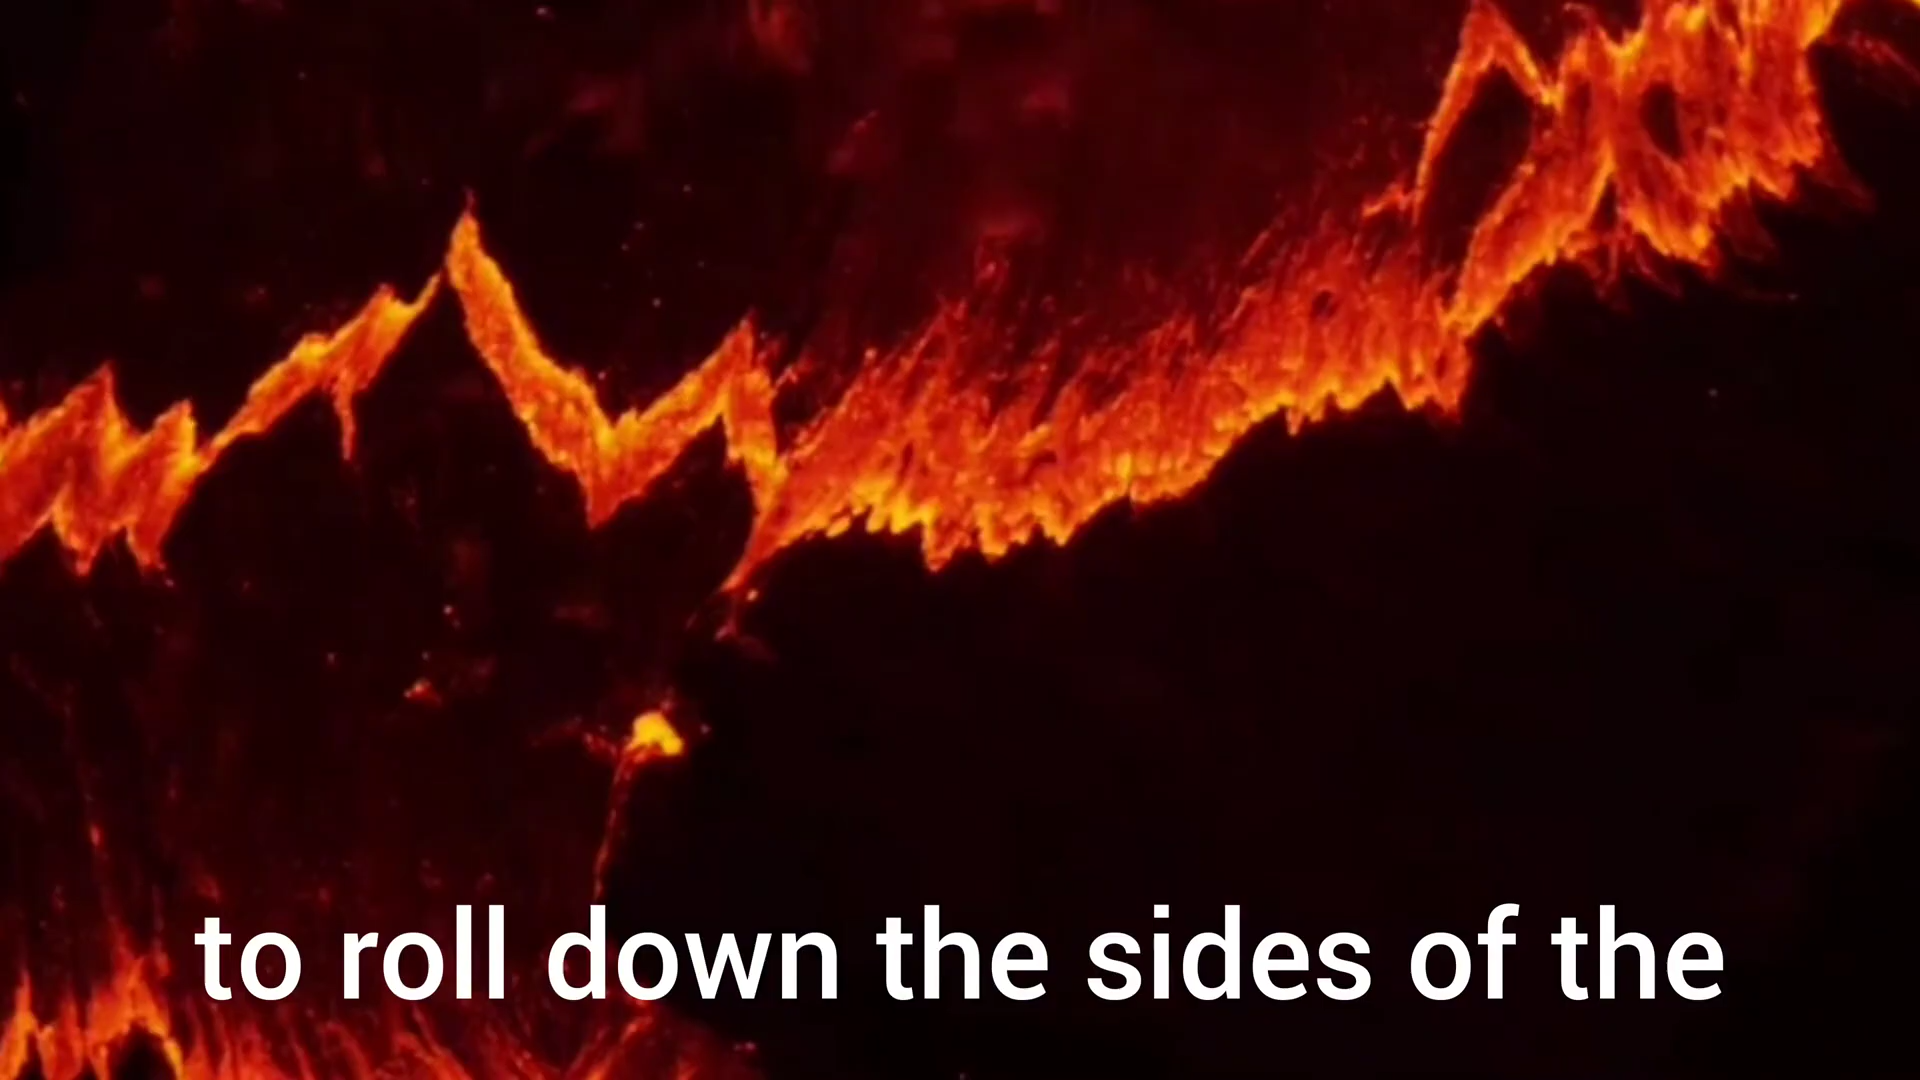 to roll down the sides of the